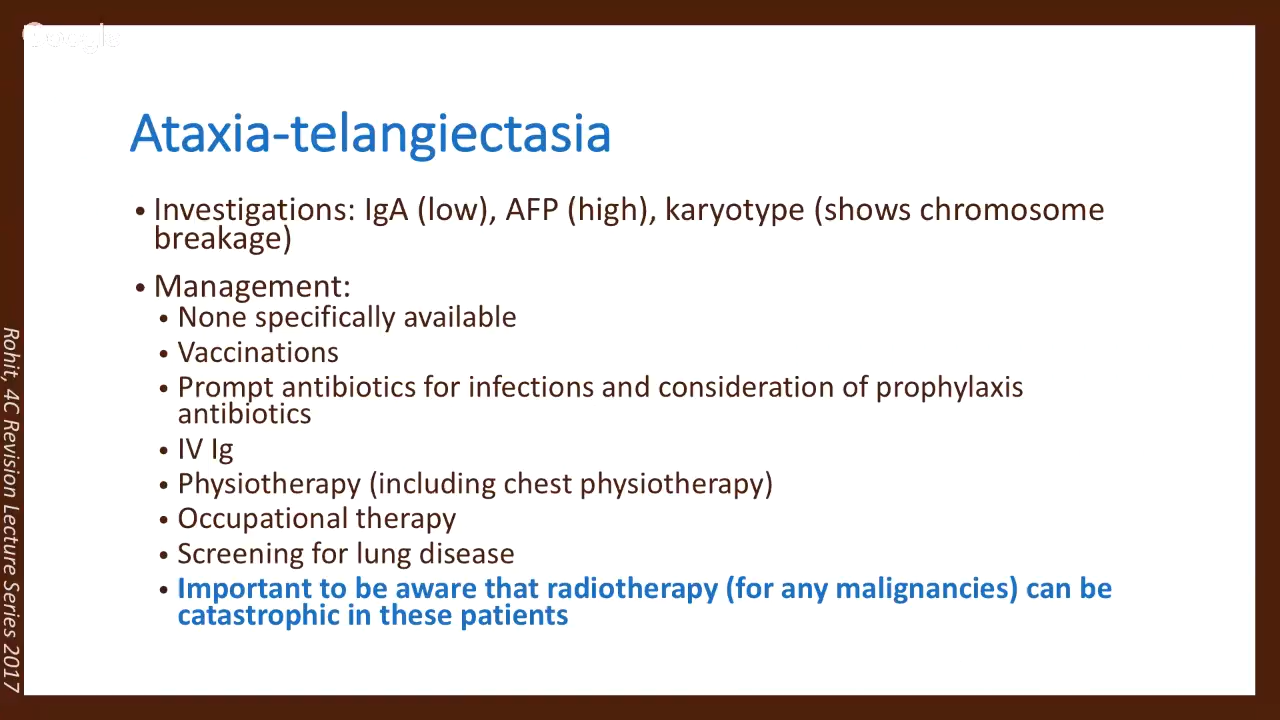 Google
Ataxia-telangiectasia
• Investigations: IgA (low), AFP (high), karyotype (shows chromosome
breakage)
• Management:
• None specifically available
• Vaccinations
• Prompt antibiotics for infections and consideration of prophylaxis
antibiotics
• IV Ig
• Physiotherapy (including chest physiotherapy)
• Occupational therapy
• Screening for lung disease
• Important to be aware that radiotherapy (for any malignancies) can be
catastrophic in these patients
Rohit, 4C Revision Lecture Series 2017